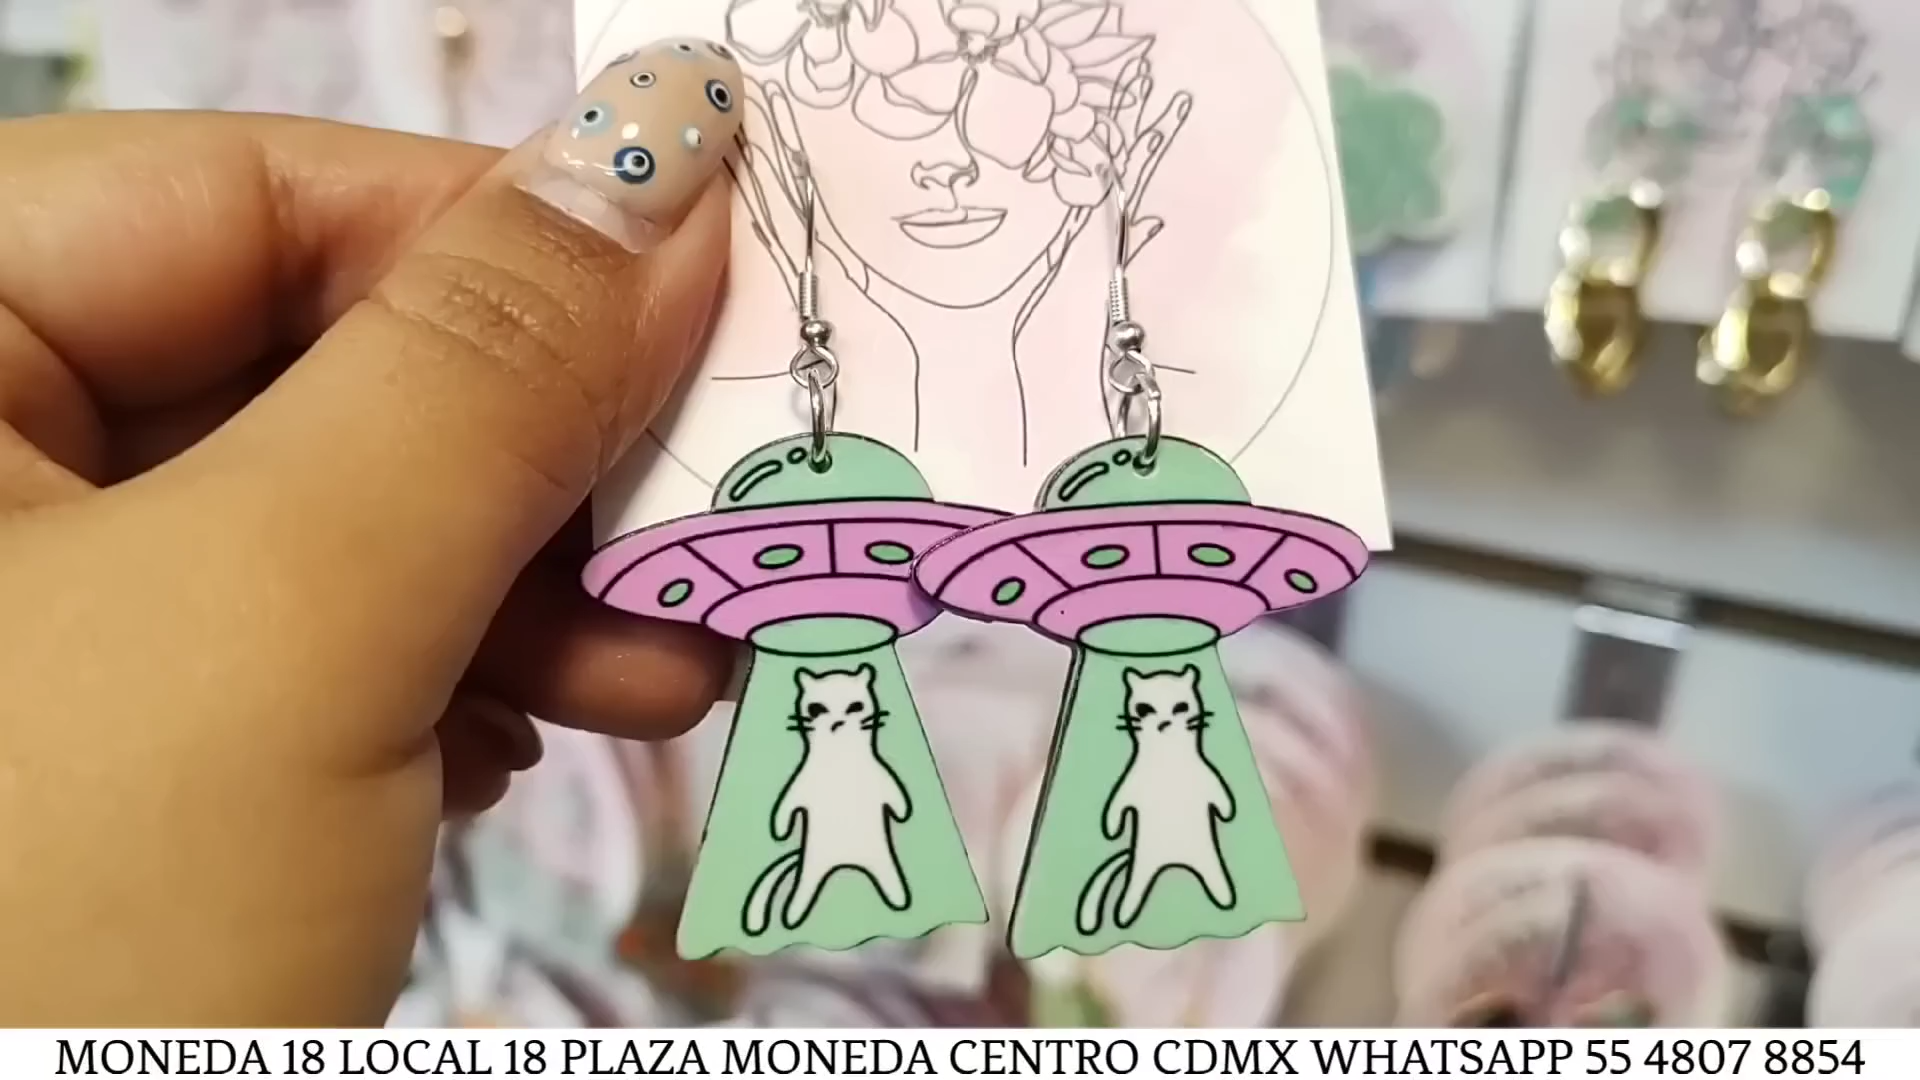 MONEDA 18 LOCAL 18 PLAZA MONEDA CENTRO CDMX WHATSAPP 55 4807 8854